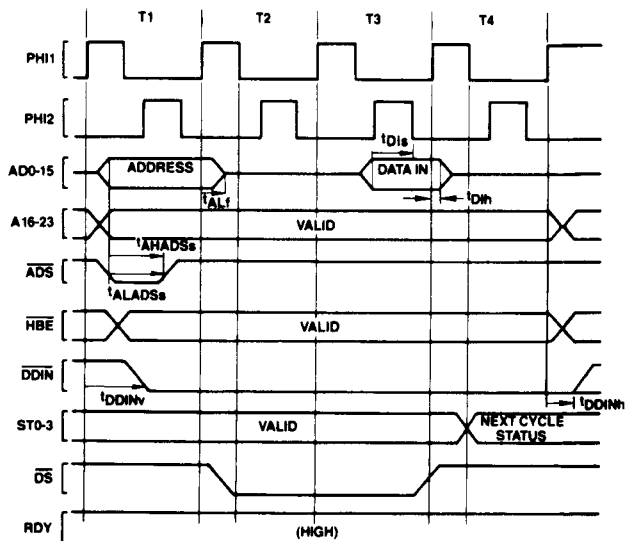 T1 T2 T3 T4
PHI1
PHI2
tDIs
AD0-15 ADDRESS DATA IN
tALf tDIh
A16-23 VALID
tAHADSs
ADS
tALADSs
HBE VALID
DDIN
tDDINv tDDINh
ST0-3 VALID NEXT CYCLE
STATUS
DS
RDY (HIGH)